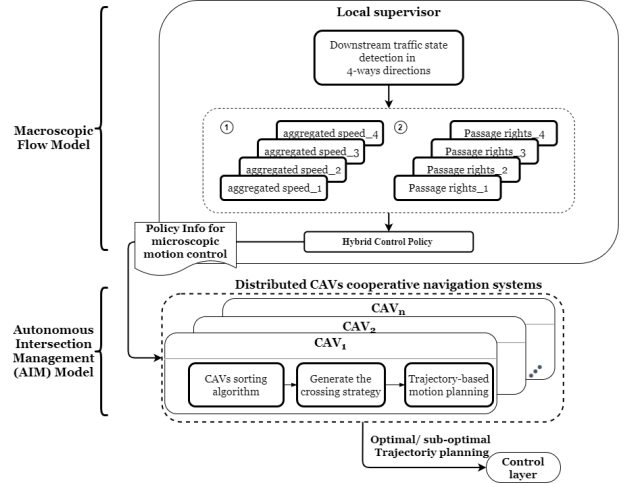 Local supervisor
Downstream traffic state
detection in
4-ways directions
Macroscopic
Flow Model
1
aggregated speed_4
aggregated speed_3
aggregated speed_2
aggregated speed_1
2
Passage rights_4
Passage rights_3
Passage rights_2
Passage rights_1
Policy Info for
microscopic
motion control
Hybrid Control Policy
Distributed CAVs cooperative navigation systems
Autonomous
Intersection
Management
(AIM) Model
CAVn
CAV2
CAV1
CAVs sorting
algorithm
Generate the
crossing strategy
Trajectory-based
motion planning
Optimal/ sub-optimal
Trajectoriy planning
Control
layer